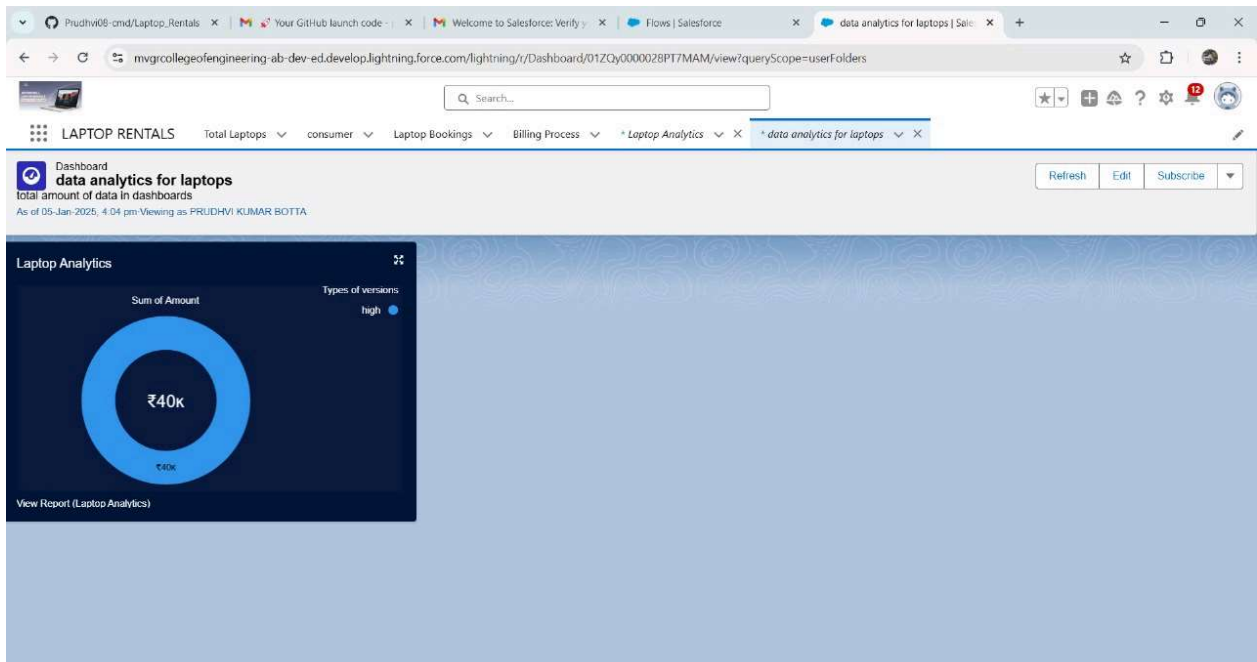 Prudhvi08-cmd/Laptop_Rentals
Your GitHub launch code -
Welcome to Salesforce: Verify y
Flows | Salesforce
data analytics for laptops | Sale
mvgrcollegeofengineering-ab-dev-ed.develop.lightning.force.com/lightning/r/Dashboard/01ZQy0000028PT7MAM/view?queryScope=userFolders
Search...
12
LAPTOP RENTALS
Total Laptops
consumer
Laptop Bookings
Billing Process
* Laptop Analytics
* data analytics for laptops
Dashboard
data analytics for laptops
total amount of data in dashboards
As of 05-Jan-2025, 4:04 pm·Viewing as PRUDHVI KUMAR BOTTA
Refresh
Edit
Subscribe
Laptop Analytics
Types of versions
Sum of Amount
high
₹40K
₹40K
View Report (Laptop Analytics)